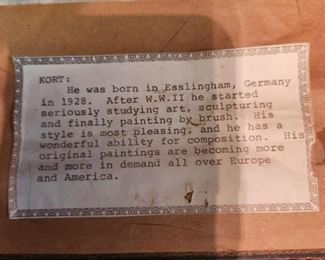 KORT:
He was born in Esslingham, Germany
in 1928. After W.W.II he started
seriously studying art, sculpturing
and finally painting by brush. His
style is most pleasing, and he has a
wonderful ability for composition. His
original paintings are becoming more
and more in demand all over Europe
and America.